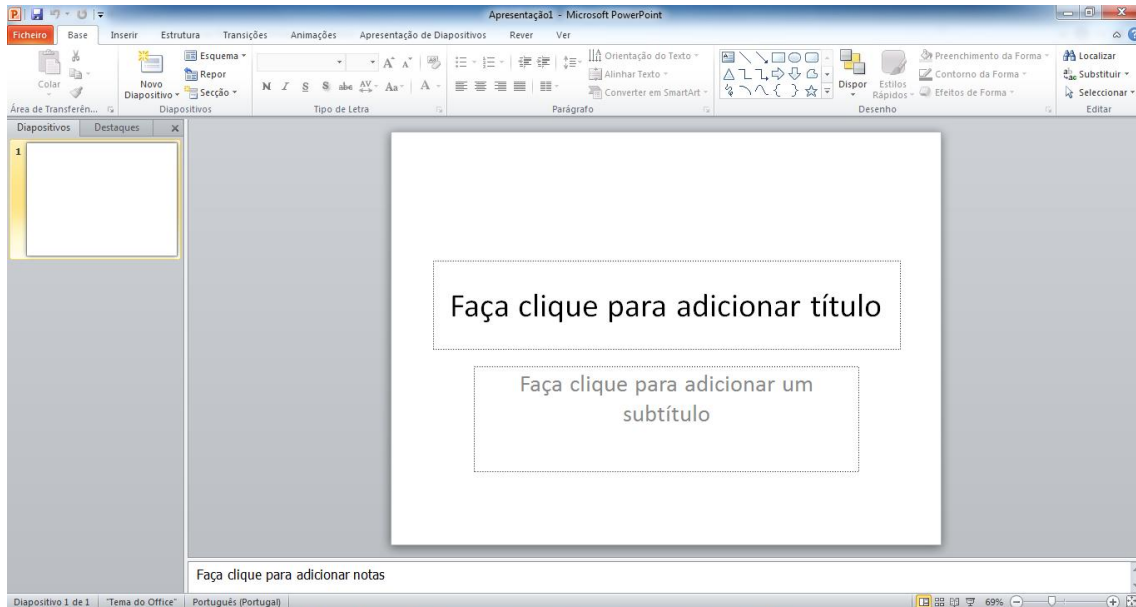 Apresentação1 - Microsoft PowerPoint
Ficheiro Base Inserir Estrutura Transições Animações Apresentação de Diapositivos Rever Ver
Colar
Área de Transferên...
Novo
Diapositivo
Esquema
Repor
Secção
Diapositivos
N I S S abc AV Aa A
Tipo de Letra
Orientação do Texto
Alinhar Texto
Converter em SmartArt
Parágrafo
Dispor
Estilos
Rápidos
Preenchimento da Forma
Contorno da Forma
Efeitos de Forma
Desenho
Localizar
Substituir
Seleccionar
Editar
Diapositivos Destaques
1
Faça clique para adicionar título
Faça clique para adicionar um
subtítulo
Faça clique para adicionar notas
Diapositivo 1 de 1 "Tema do Office" Português (Portugal) 69%